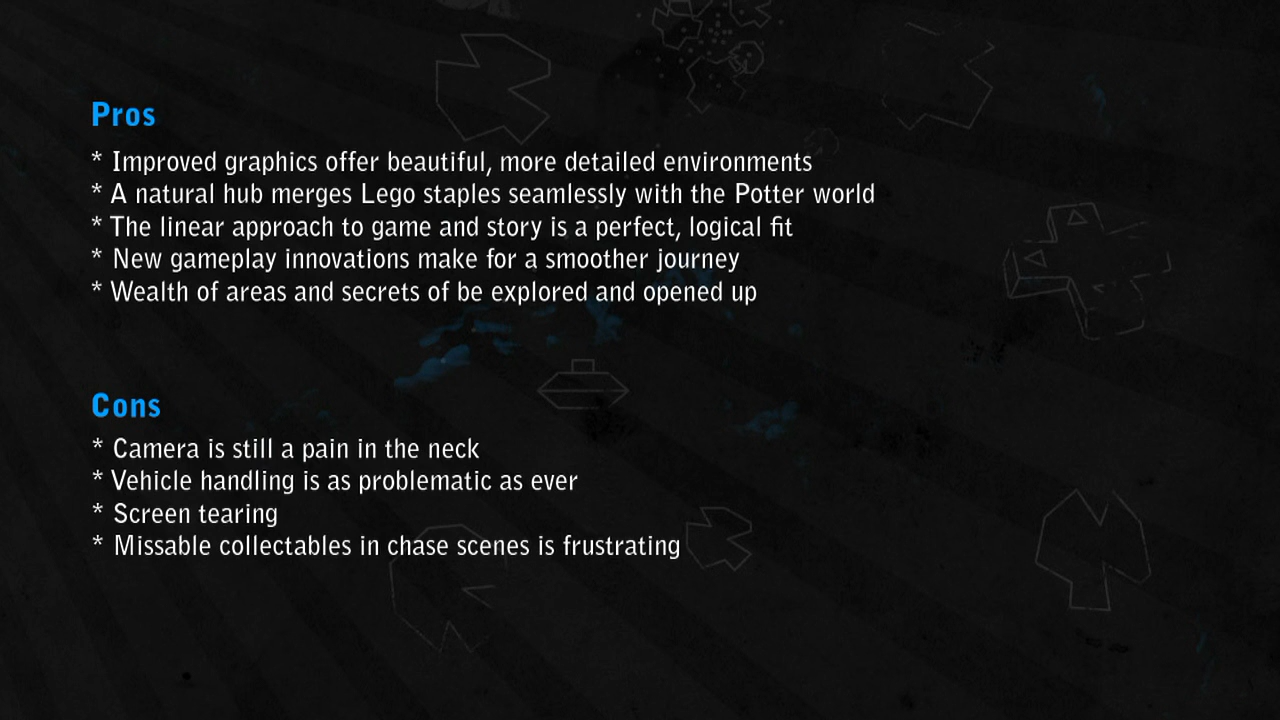 Pros
* Improved graphics offer beautiful, more detailed environments
* A natural hub merges Lego staples seamlessly with the Potter world
* The linear approach to game and story is a perfect, logical fit
* New gameplay innovations make for a smoother journey
* Wealth of areas and secrets of be explored and opened up
Cons
* Camera is still a pain in the neck
* Vehicle handling is as problematic as ever
* Screen tearing
* Missable collectables in chase scenes is frustrating